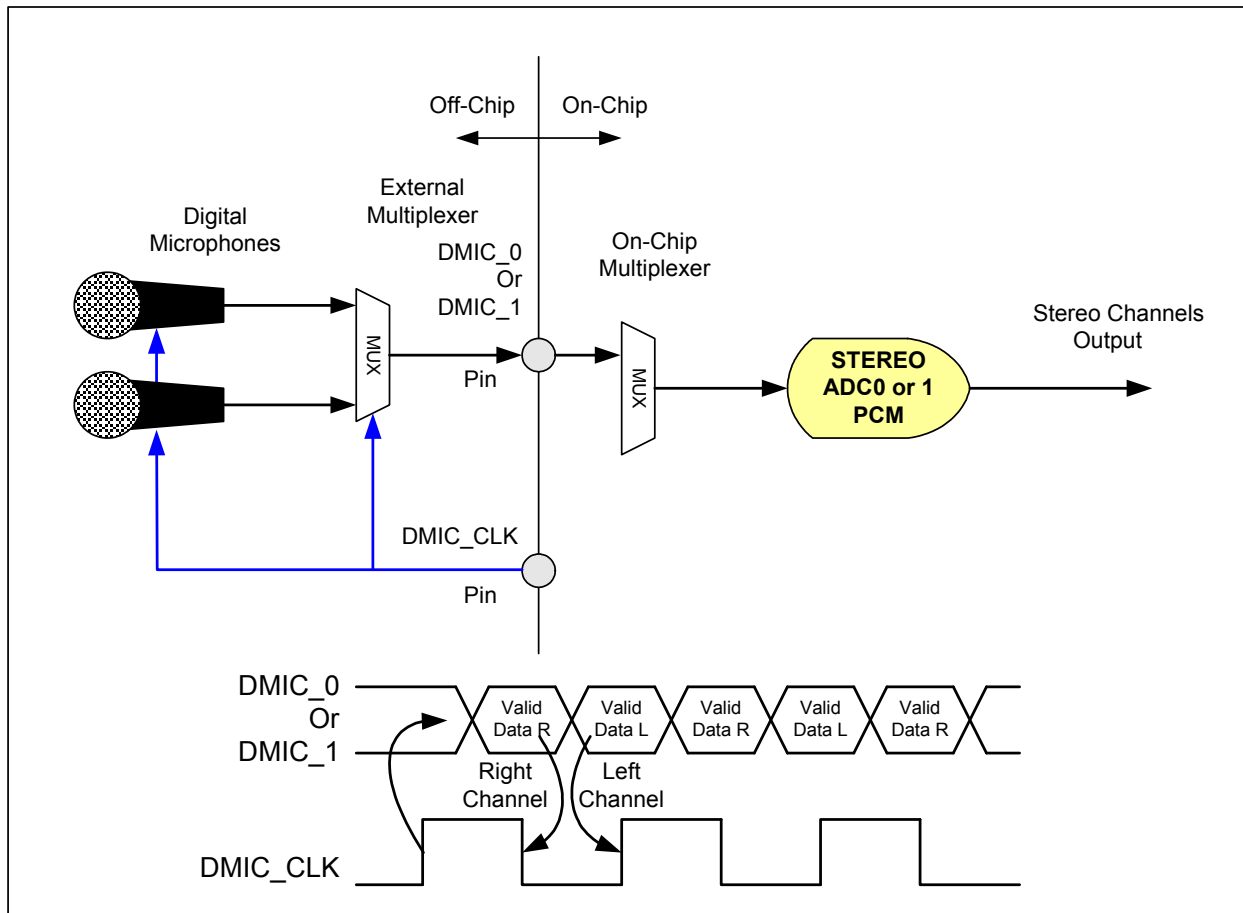 Off-Chip
On-Chip
External
Multiplexer
Digital
Microphones
DMIC_0
Or
DMIC_1
On-Chip
Multiplexer
Stereo Channels
Output
MUX
Pin
MUX
STEREO
ADC0 or 1
PCM
DMIC_CLK
Pin
DMIC_0
Or
DMIC_1
Valid
Data R
Valid
Data L
Valid
Data R
Valid
Data L
Valid
Data R
Right
Channel
Left
Channel
DMIC_CLK